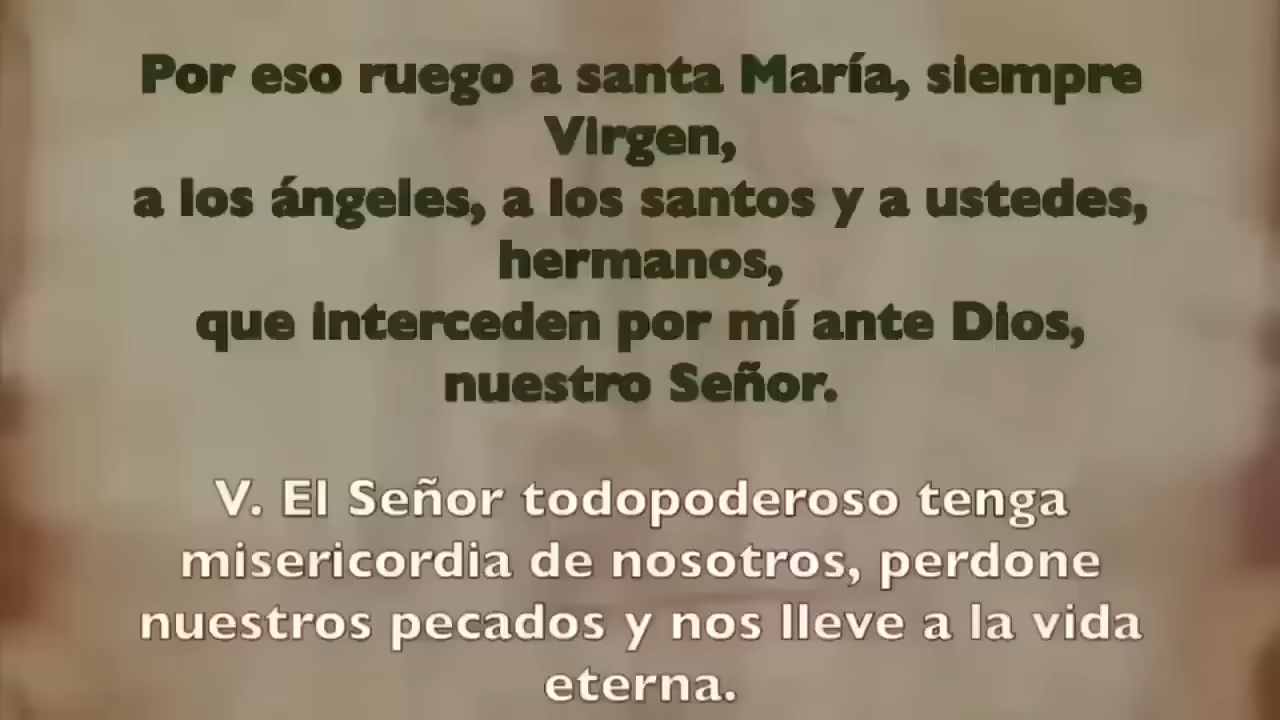 Por eso ruego a santa María, siempre
Virgen,
a los ángeles, a los santos y a ustedes,
hermanos,
que interceden por mí ante Dios,
nuestro Señor.
V. El Señor todopoderoso tenga
misericordia de nosotros, perdone
nuestros pecados y nos lleve a la vida
eterna.